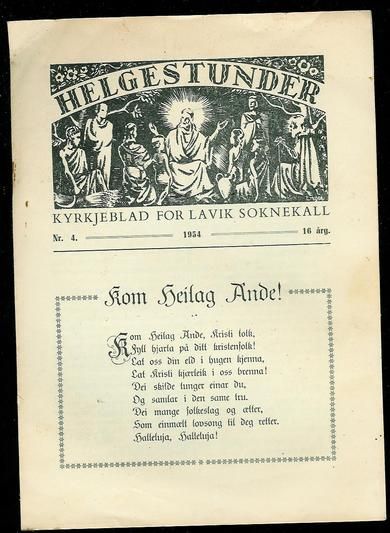 HELGESTUNDER
KYRKJEBLAD FOR LAVIK SOKNEKALL
Nr. 4. 1954 16 årg.
Kom Heilag Ande!
Kom Heilag Ande, Kristi tolk,
Fyll hjarta på ditt kristenfolk!
Lat oss din eld i hugen kjenna,
Lat Kristi kjærleik i oss brenna!
Dei skilde tunger einar du,
Og samlar i den same tru.
Dei mange folkeslag og ætter,
Som einmælt lovsong til deg retter.
Halleluja, Halleluja!